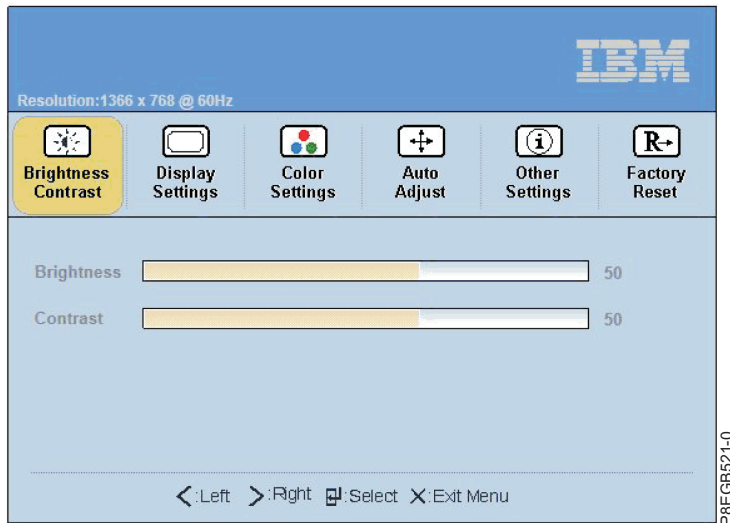 IBM
Resolution:1366 x 768 @ 60Hz
Brightness Contrast
Display Settings
Color Settings
Auto Adjust
Other Settings
R
Factory Reset
Brightness 50
Contrast 50
:Left :Right :Select :Exit Menu
P8EGB521-0